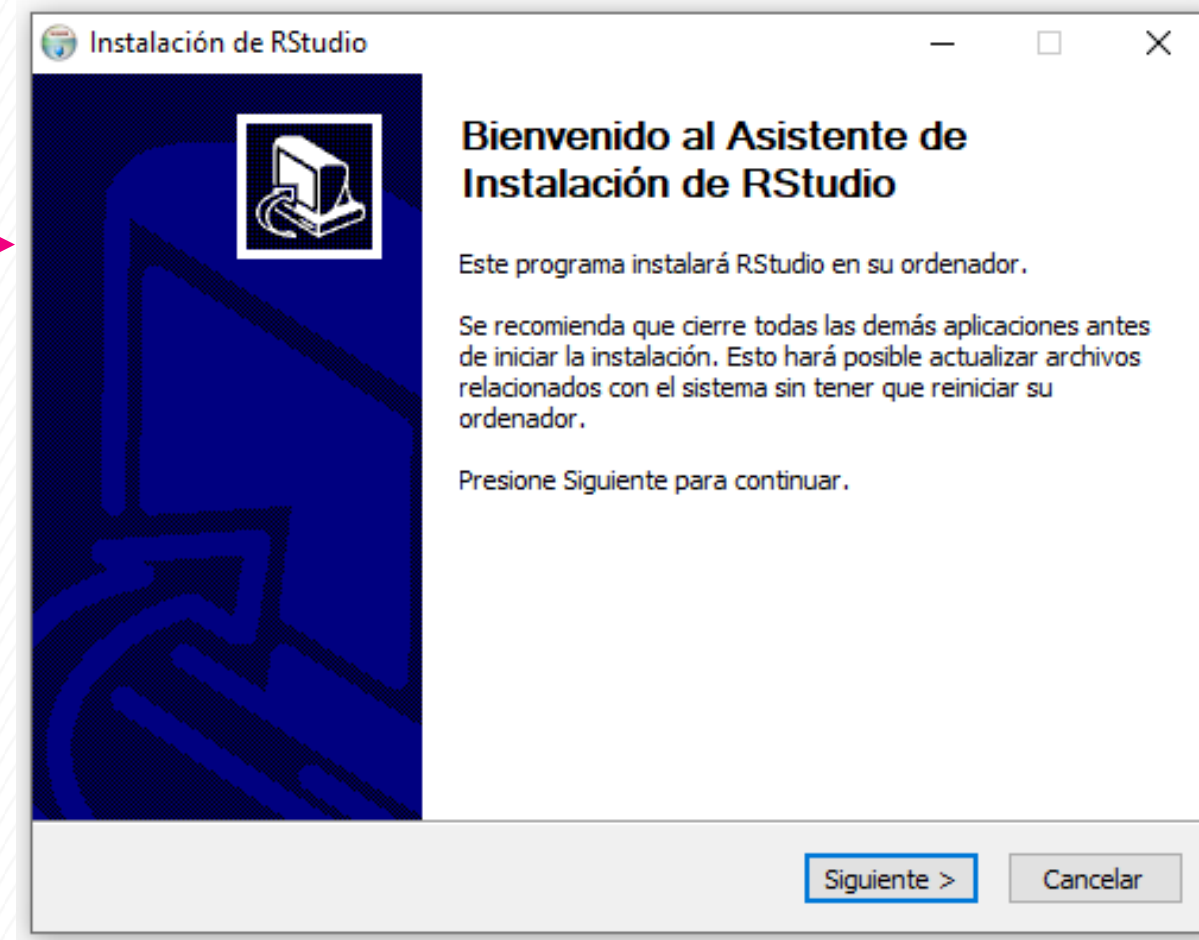 Instalación de RStudio
Bienvenido al Asistente de
Instalación de RStudio
Este programa instalará RStudio en su ordenador.
Se recomienda que cierre todas las demás aplicaciones antes
de iniciar la instalación. Esto hará posible actualizar archivos
relacionados con el sistema sin tener que reiniciar su
ordenador.
Presione Siguiente para continuar.
Siguiente >
Cancelar